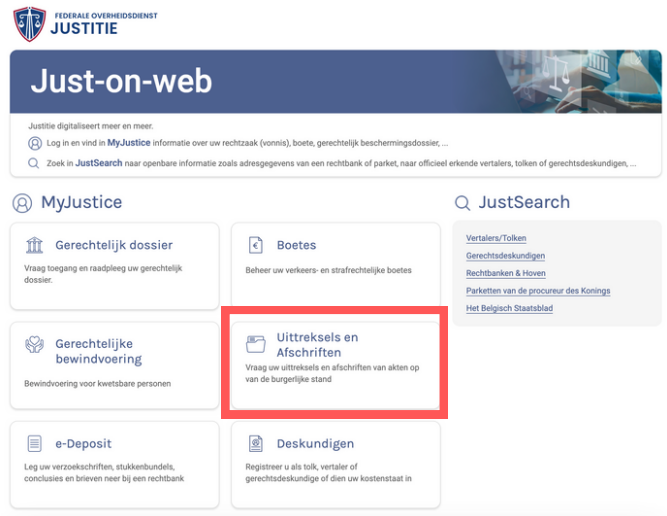 FEDERALE OVERHEIDSDIENST
JUSTITIE
Just-on-web
Justitie digitaliseert meer en meer.
Log in en vind in MyJustice informatie over uw rechtzaak (vonnis), boete, gerechtelijk beschermingsdossier, ...
Zoek in JustSearch naar openbare informatie zoals adresgegevens van een rechtbank of parket, naar officieel erkende vertalers, tolken of gerechtsdeskundigen, ...
MyJustice
Gerechtelijk dossier
Vraag toegang en raadpleeg uw gerechtelijk
dossier.
Boetes
Beheer uw verkeers- en strafrechtelijke boetes
Gerechtelijke
bewindvoering
Bewindvoering voor kwetsbare personen
Uittreksels en
Afschriften
Vraag uw uittreksels en afschriften van akten op
van de burgerlijke stand
e-Deposit
Leg uw verzoekschriften, stukkenbundels,
conclusies en brieven neer bij een rechtbank
Deskundigen
Registreer u als tolk, vertaler of
gerechtsdeskundige of dien uw kostenstaat in
JustSearch
Vertalers/Tolken
Gerechtsdeskundigen
Rechtbanken & Hoven
Parketten van de procureur des Konings
Het Belgisch Staatsblad